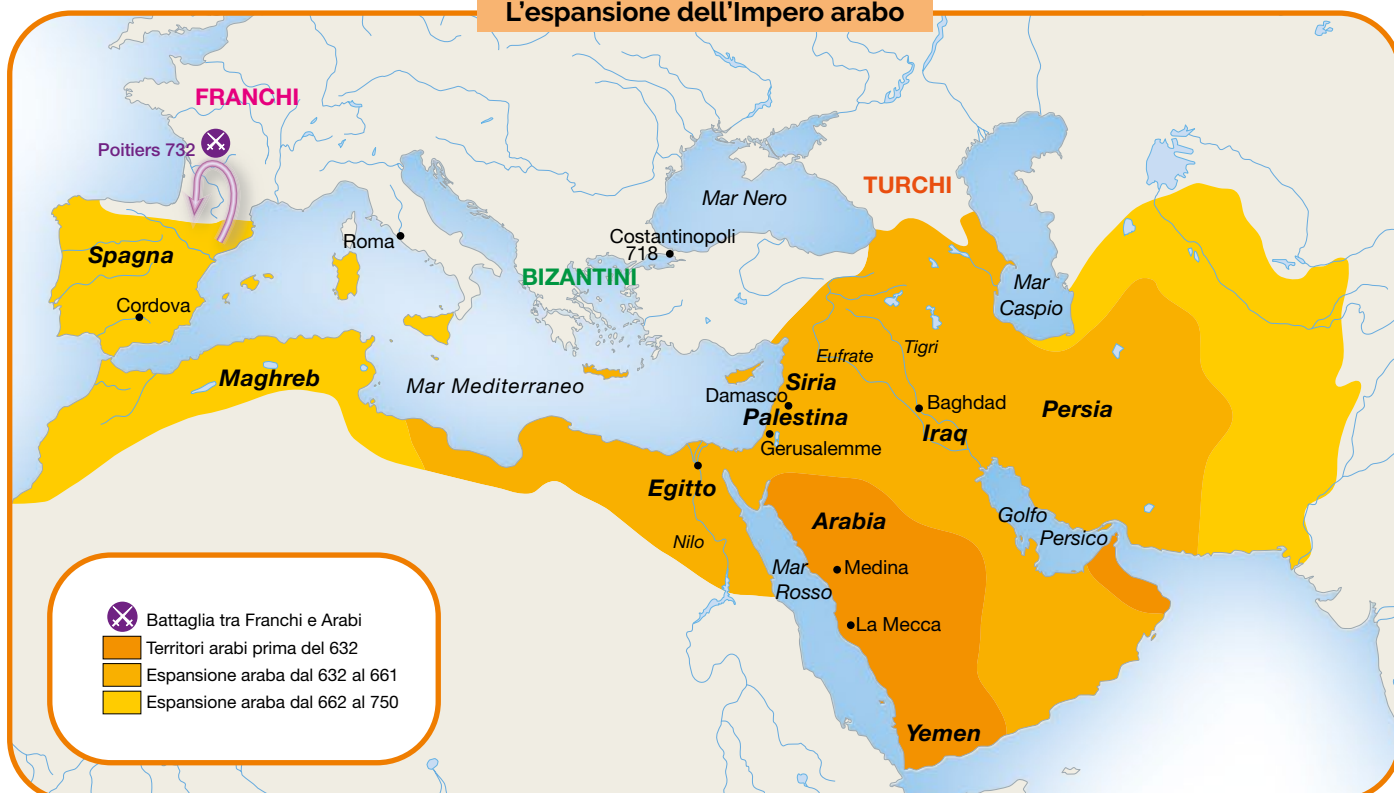 L'espansione dell'Impero arabo
FRANCHI
Poitiers 732
TURCHI
Mar Nero
Costantinopoli
718
Roma
Spagna
BIZANTINI
Mar
Caspio
Cordova
Eufrate
Tigri
Maghreb
Mar Mediterraneo
Siria
Damasco
Baghdad
Persia
Palestina
Iraq
Gerusalemme
Egitto
Arabia
Golfo
Persico
Nilo
Mar
Rosso
Medina
La Mecca
Yemen
Battaglia tra Franchi e Arabi
Territori arabi prima del 632
Espansione araba dal 632 al 661
Espansione araba dal 662 al 750